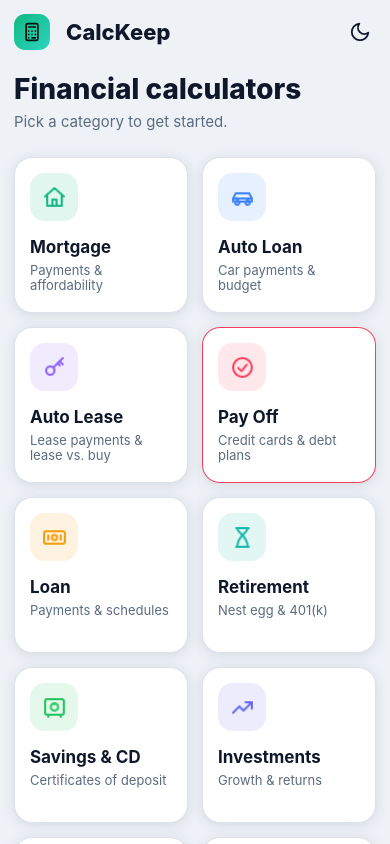 CalcKeep
Financial calculators
Pick a category to get started.
Mortgage
Payments &
affordability
Auto Loan
Car payments &
budget
Auto Lease
Lease payments &
lease vs. buy
Pay Off
Credit cards & debt
plans
Loan
Payments & schedules
Retirement
Nest egg & 401(k)
Savings & CD
Certificates of deposit
Investments
Growth & returns